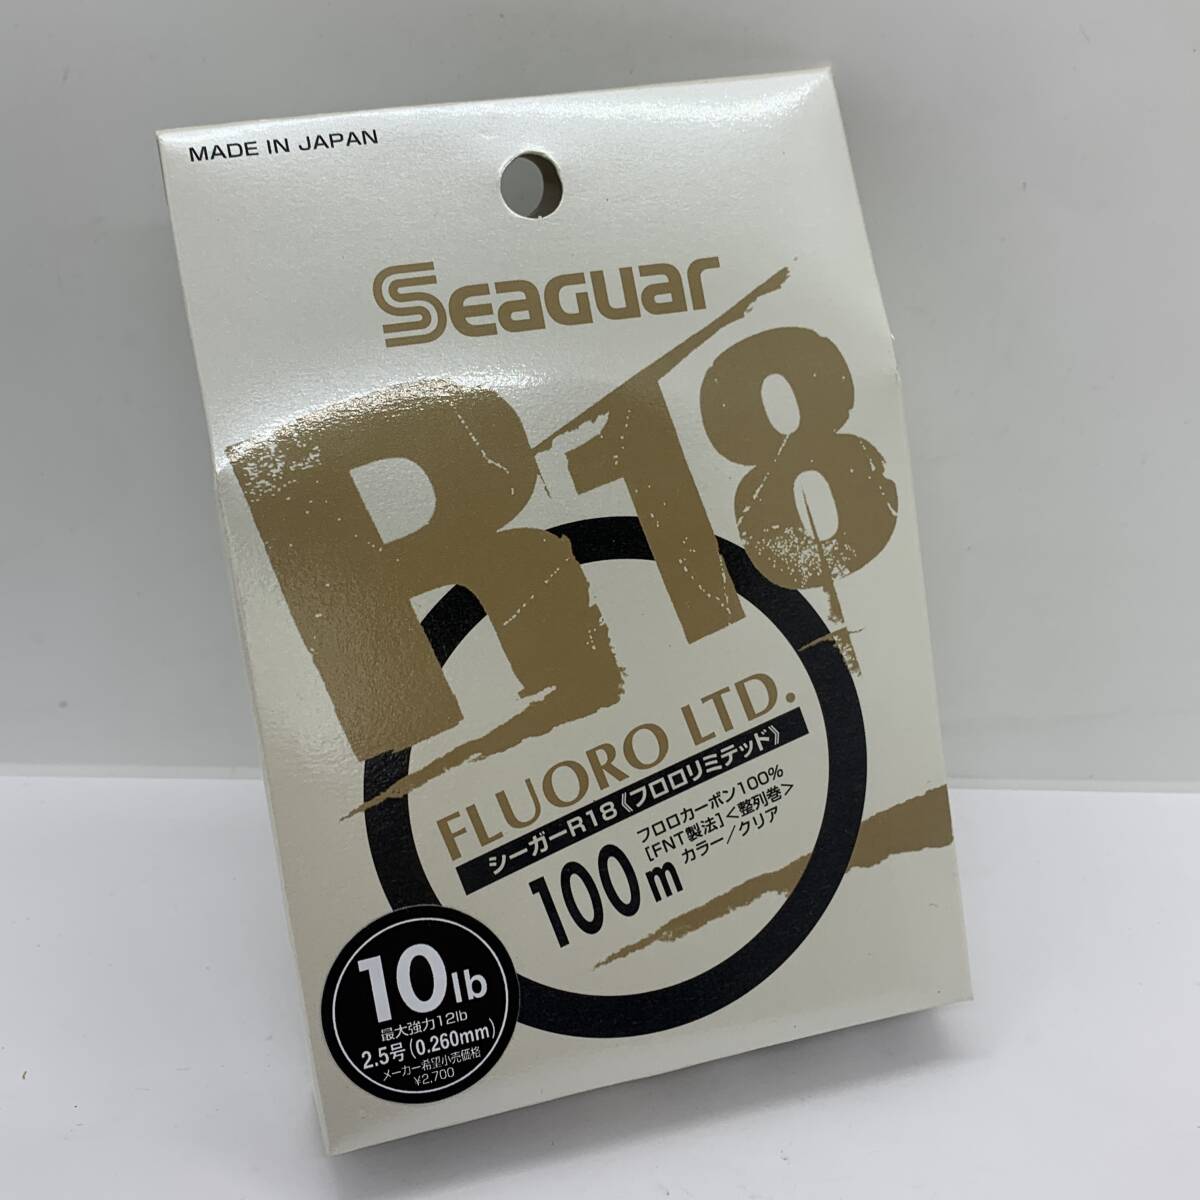 MADE IN JAPAN
SEAGUAR
R18
FLUORO LTD.
シーガーR18《フロロリミテッド》
フロロカーボン100%
[FNT製法]<整列巻>
カラー/クリア
100m
10lb
最大強力12lb
2.5号(0.260mm)
メーカー希望小売価格
¥2,700